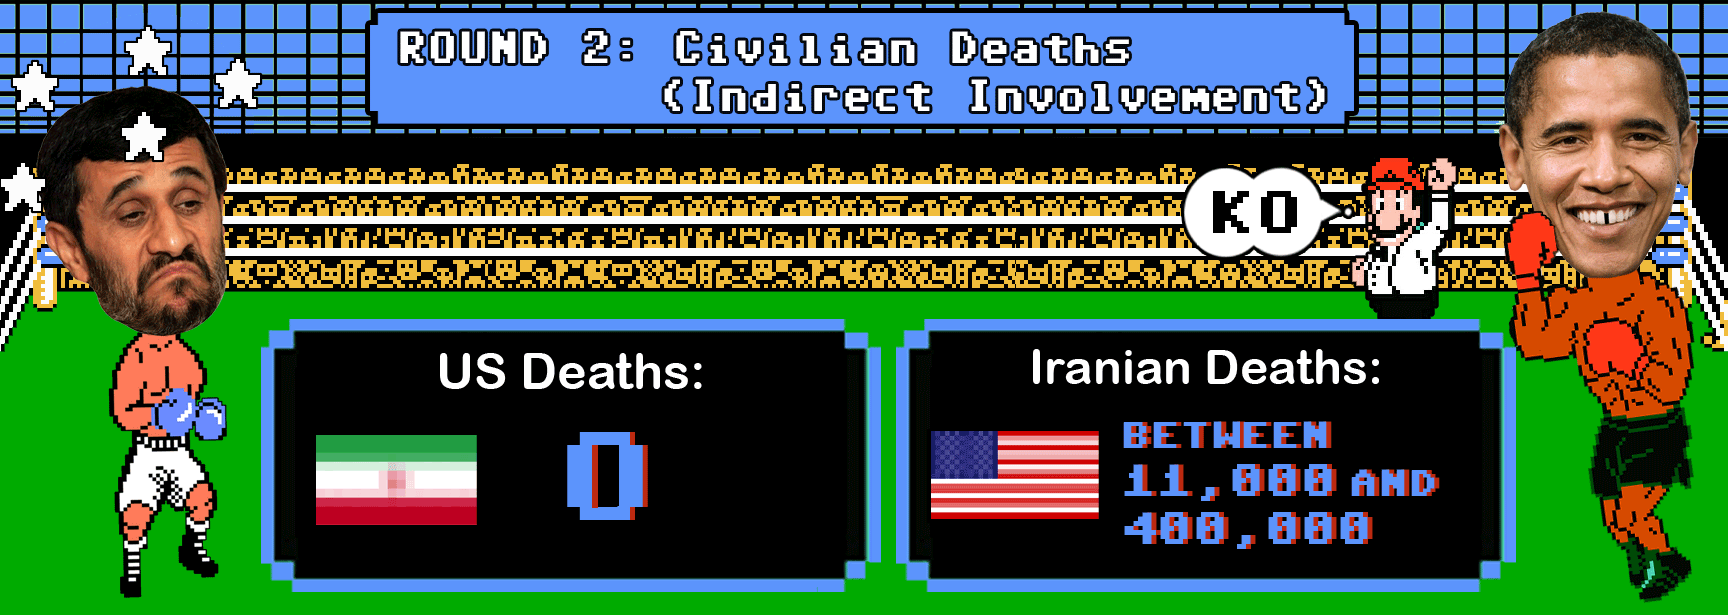 ROUND 2: Civilian Deaths
(Indirect Involvement)
KO
US Deaths:
0
Iranian Deaths:
BETWEEN
11,000 AND
400,000